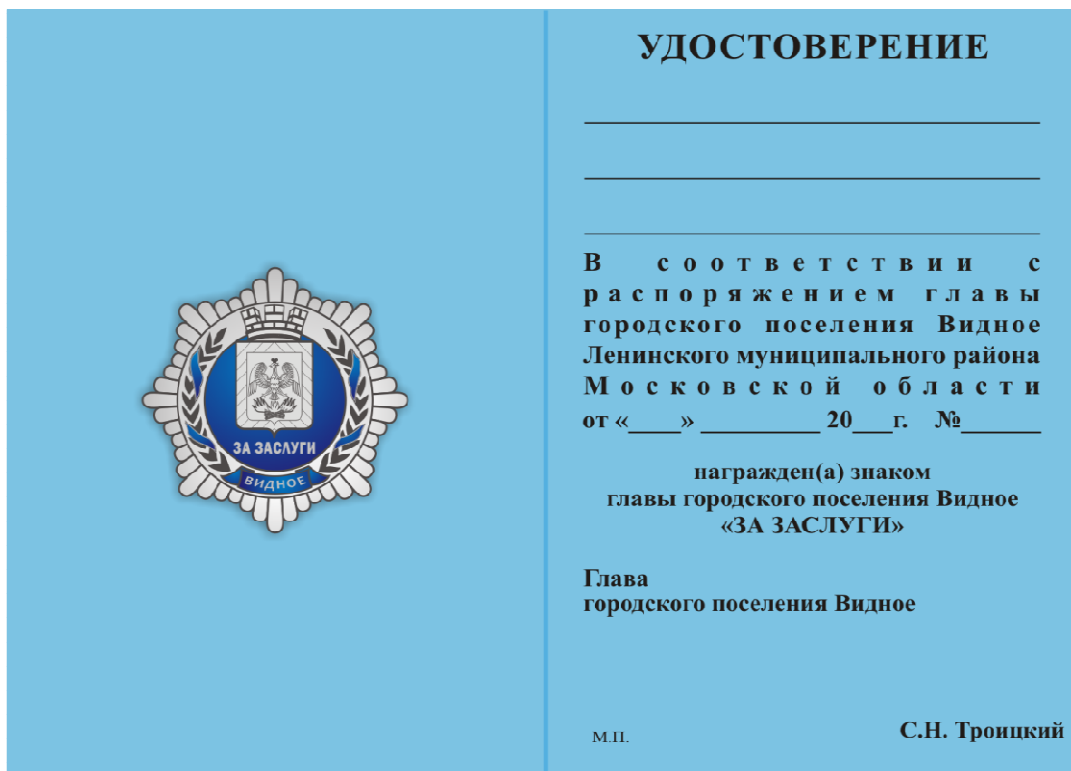 ЗА ЗАСЛУГИ
ВИДНОЕ
УДОСТОВЕРЕНИЕ
В соответствии с
распоряжением главы
городского поселения Видное
Ленинского муниципального района
Московской области
от «____» _________ 20___г. №______
награжден(а) знаком
главы городского поселения Видное
«ЗА ЗАСЛУГИ»
Глава
городского поселения Видное
М.П.
С.Н. Троицкий